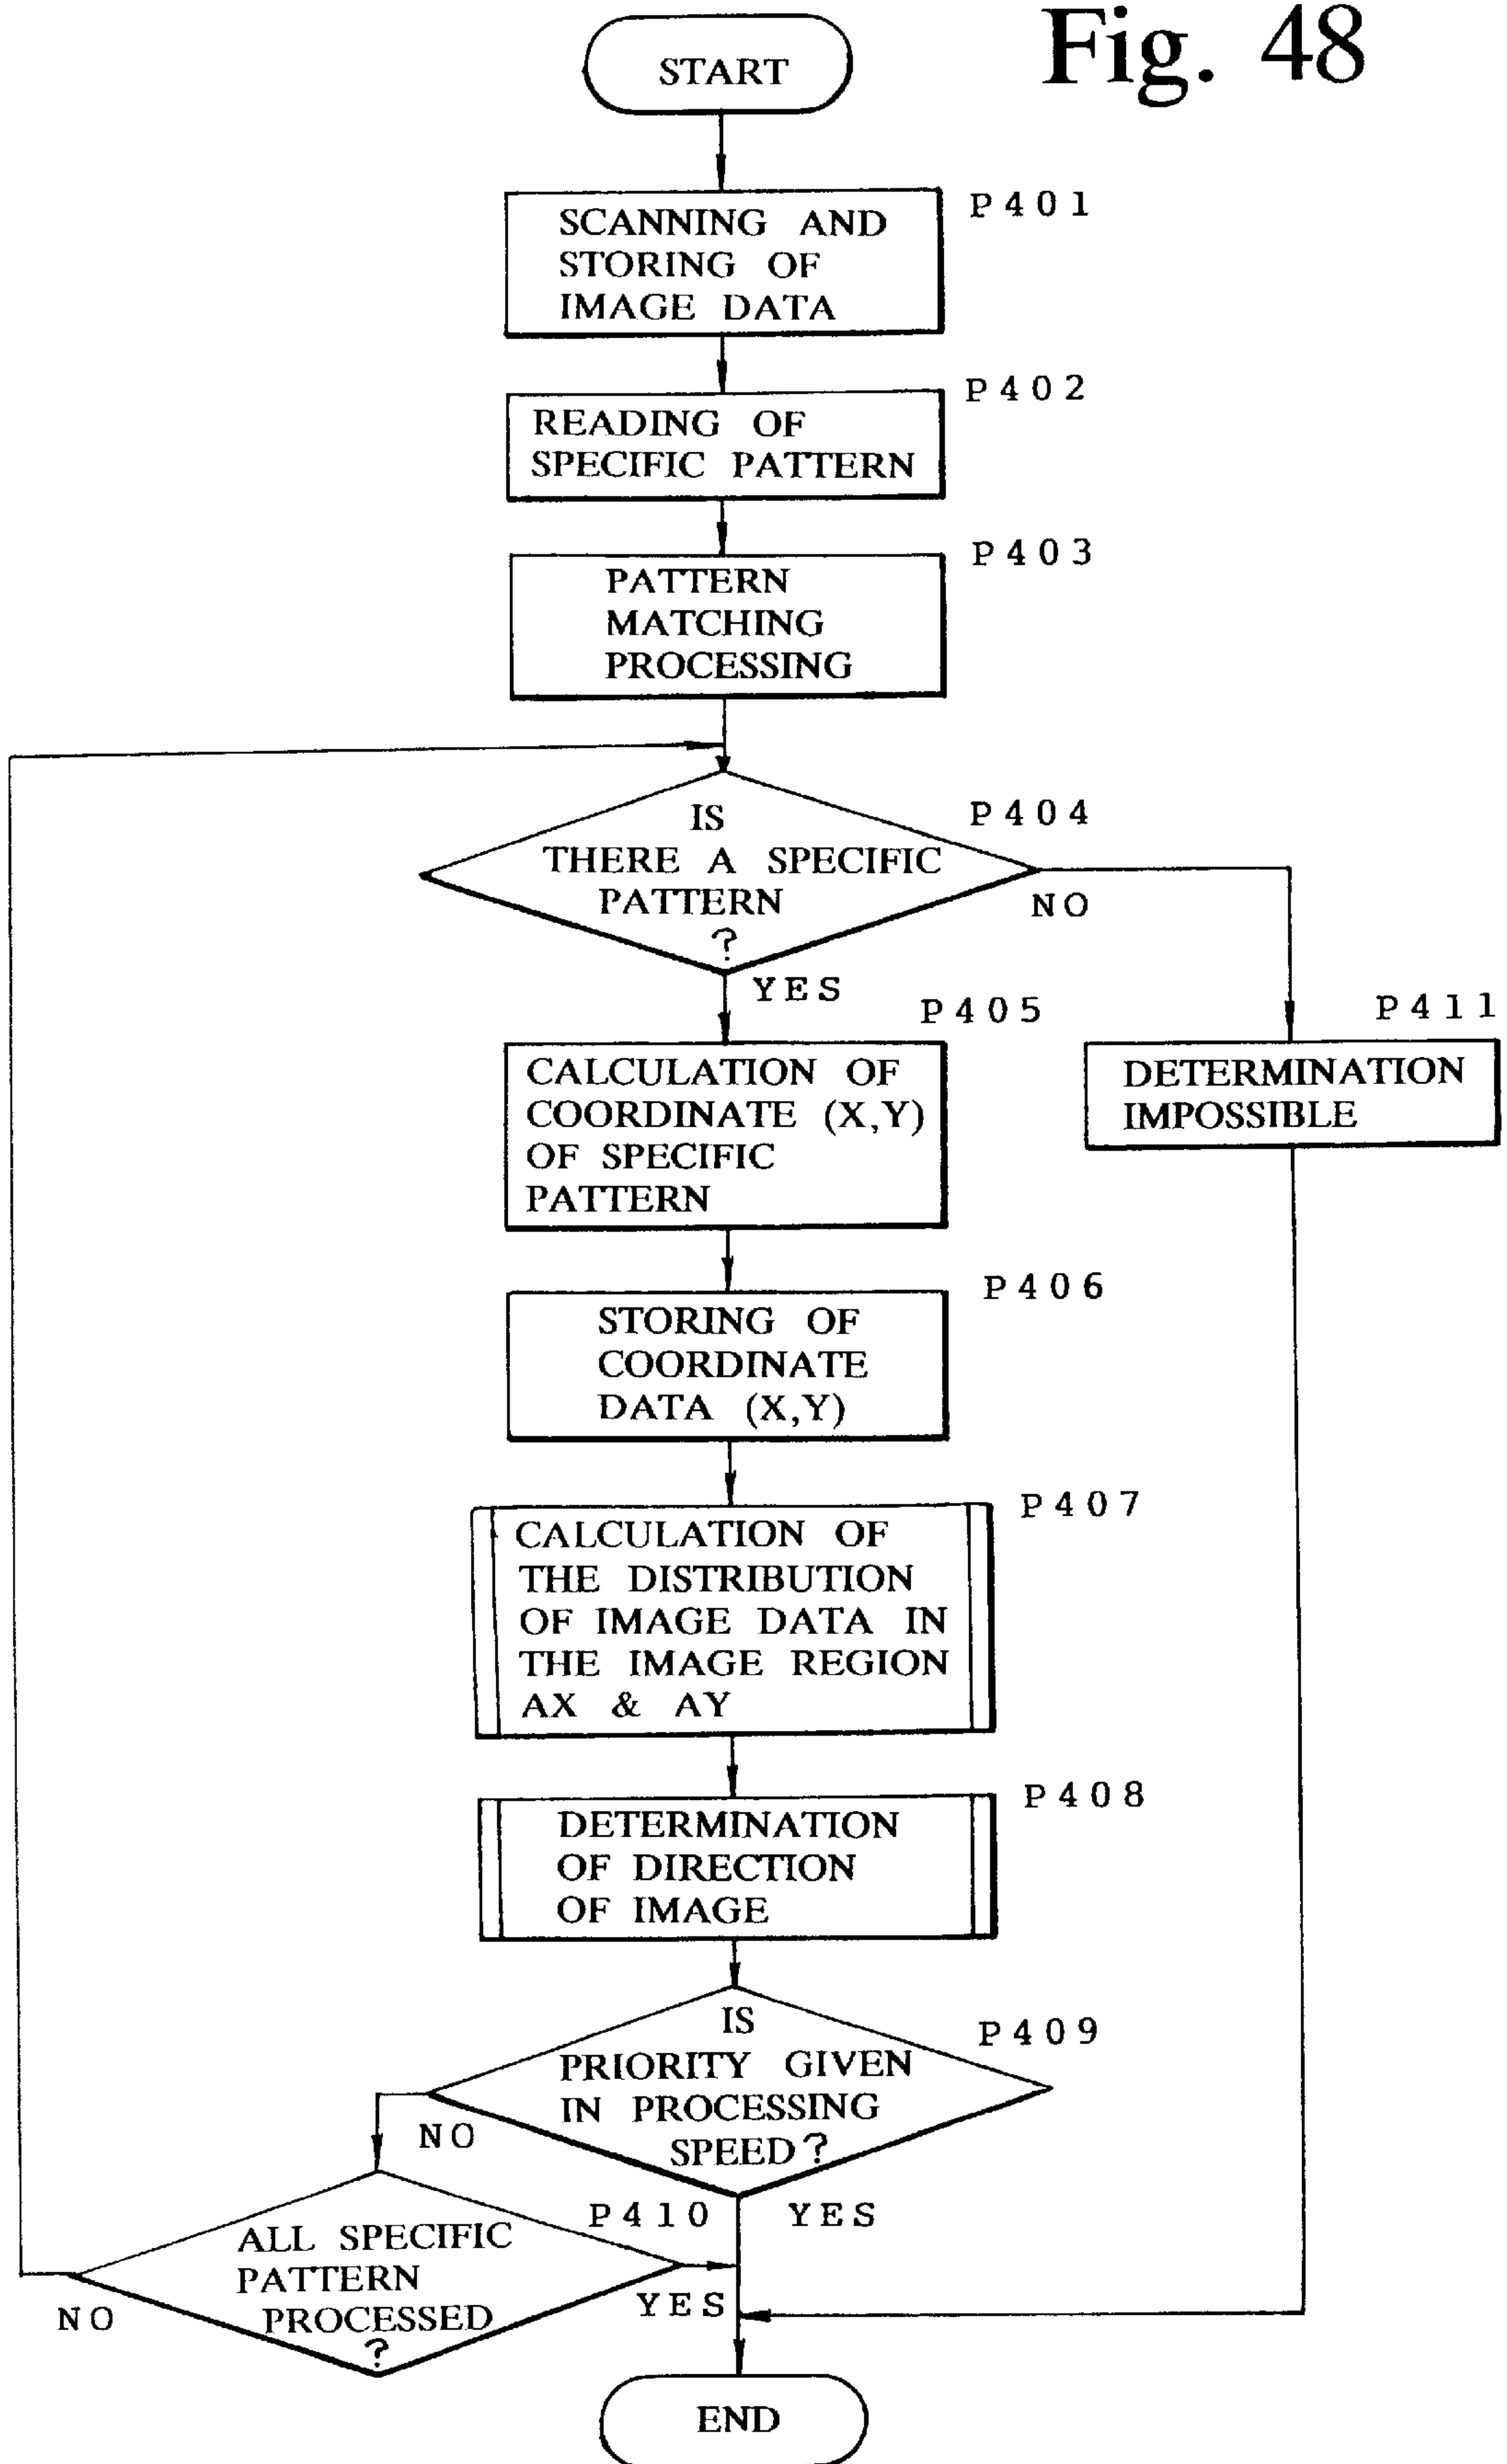 Fig. 48
START
P401
SCANNING AND
STORING OF
IMAGE DATA
P402
READING OF
SPECIFIC PATTERN
P403
PATTERN
MATCHING
PROCESSING
P404
IS
THERE A SPECIFIC
PATTERN
?
NO
YES
P405
CALCULATION OF
COORDINATE (X,Y)
OF SPECIFIC
PATTERN
P411
DETERMINATION
IMPOSSIBLE
P406
STORING OF
COORDINATE
DATA (X,Y)
P407
CALCULATION OF
THE DISTRIBUTION
OF IMAGE DATA IN
THE IMAGE REGION
AX & AY
P408
DETERMINATION
OF DIRECTION
OF IMAGE
P409
IS
PRIORITY GIVEN
IN PROCESSING
SPEED?
NO
YES
P410
ALL SPECIFIC
PATTERN
PROCESSED
?
NO
YES
END